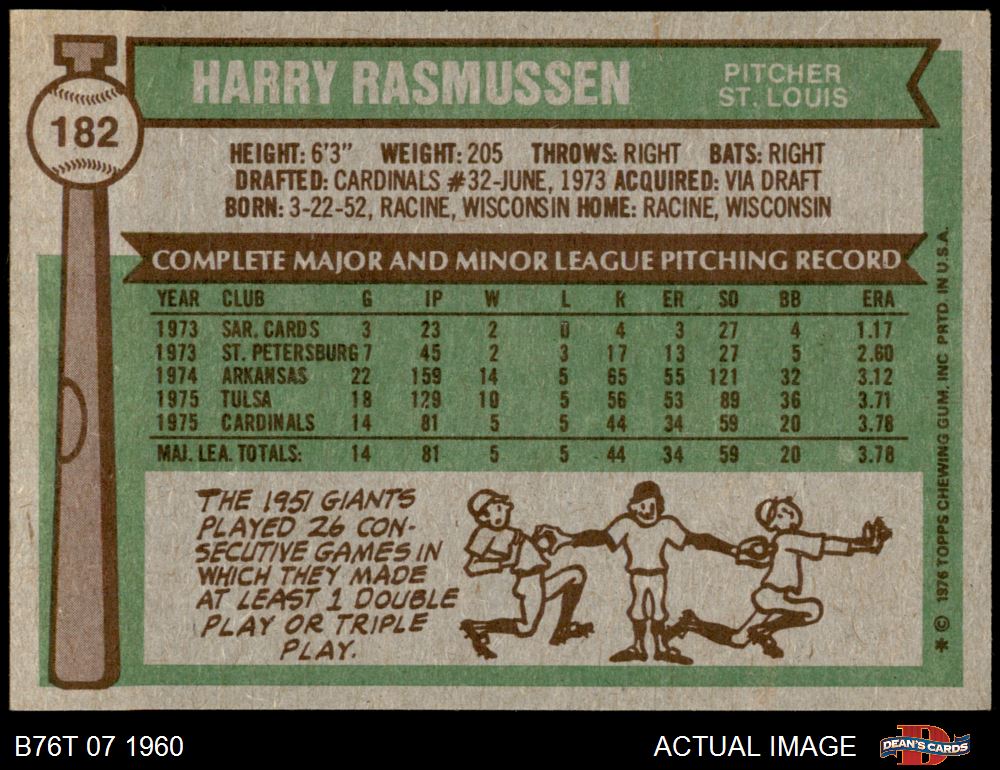 182
HARRY RASMUSSEN
PITCHER
ST. LOUIS
HEIGHT: 6'3" WEIGHT: 205 THROWS: RIGHT BATS: RIGHT
DRAFTED: CARDINALS #32-JUNE, 1973 ACQUIRED: VIA DRAFT
BORN: 3-22-52, RACINE, WISCONSIN HOME: RACINE, WISCONSIN
COMPLETE MAJOR AND MINOR LEAGUE PITCHING RECORD
YEAR CLUB G IP W L R ER SO BB ERA
1973 SAR. CARDS 3 23 2 0 4 3 27 4 1.17
1973 ST. PETERSBURG 7 45 2 3 17 13 27 5 2.60
1974 ARKANSAS 22 159 14 5 65 55 121 32 3.12
1975 TULSA 18 129 10 5 56 53 89 36 3.71
1975 CARDINALS 14 81 5 5 44 34 59 20 3.78
MAJ. LEA. TOTALS: 14 81 5 5 44 34 59 20 3.78
THE 1951 GIANTS
PLAYED 26 CON-
SECUTIVE GAMES IN
WHICH THEY MADE
AT LEAST 1 DOUBLE
PLAY OR TRIPLE
PLAY.
* © 1976 TOPPS CHEWING GUM, INC PRTD. IN U.S.A.
B76T 07 1960
ACTUAL IMAGE
D
DEAN'S CARDS